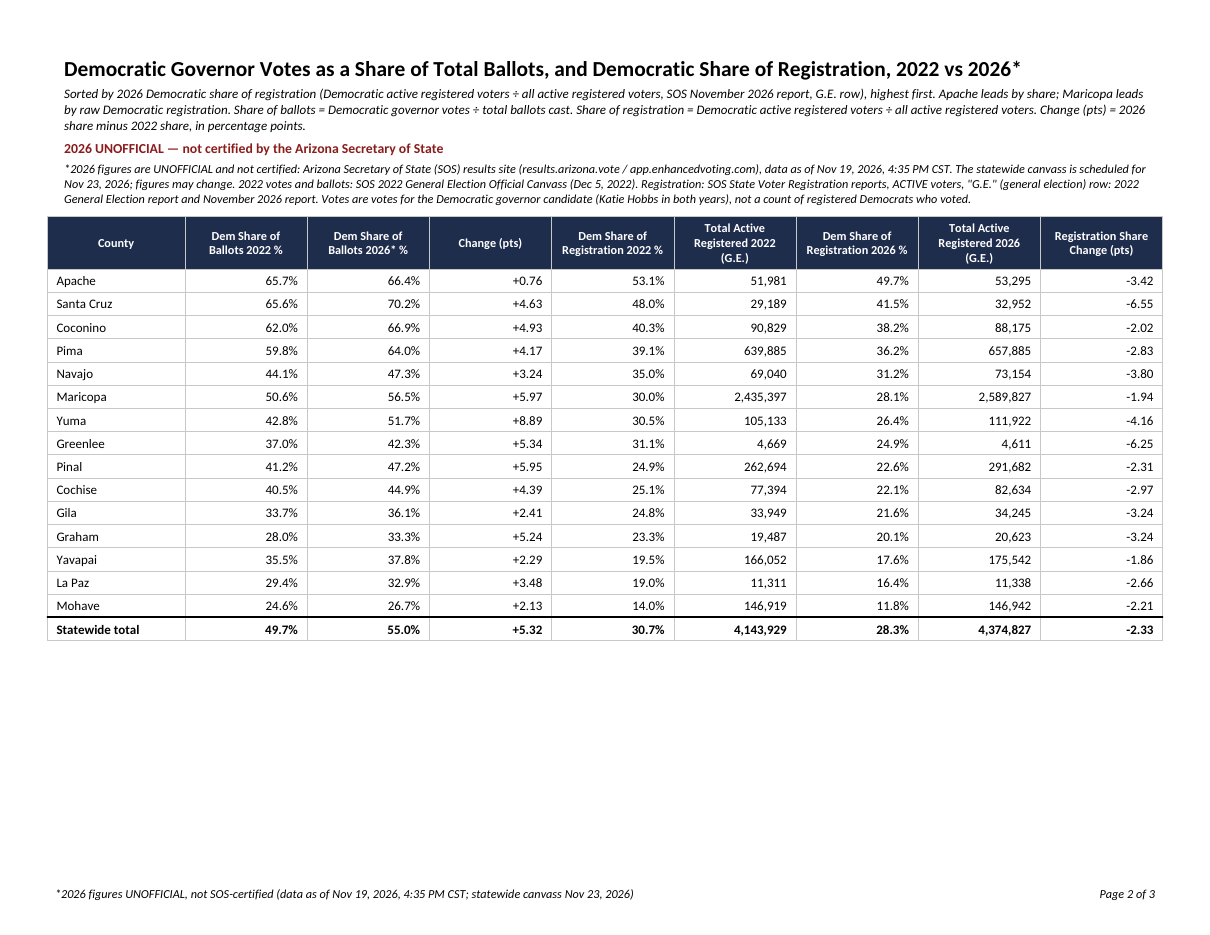 Democratic Governor Votes as a Share of Total Ballots, and Democratic Share of Registration, 2022 vs 2026*
Sorted by 2026 Democratic share of registration (Democratic active registered voters ÷ all active registered voters, SOS November 2026 report, G.E. row), highest first. Apache leads by share; Maricopa leads
by raw Democratic registration. Share of ballots = Democratic governor votes ÷ total ballots cast. Share of registration = Democratic active registered voters ÷ all active registered voters. Change (pts) = 2026
share minus 2022 share, in percentage points.
2026 UNOFFICIAL — not certified by the Arizona Secretary of State
*2026 figures are UNOFFICIAL and not certified: Arizona Secretary of State (SOS) results site (results.arizona.vote / app.enhancedvoting.com), data as of Nov 19, 2026, 4:35 PM CST. The statewide canvass is scheduled for
Nov 23, 2026; figures may change. 2022 votes and ballots: SOS 2022 General Election Official Canvass (Dec 5, 2022). Registration: SOS State Voter Registration reports, ACTIVE voters, "G.E." (general election) row: 2022
General Election report and November 2026 report. Votes are votes for the Democratic governor candidate (Katie Hobbs in both years), not a count of registered Democrats who voted.
County Dem Share of Ballots 2022 % Dem Share of Ballots 2026* % Change (pts) Dem Share of Registration 2022 % Total Active Registered 2022 (G.E.) Dem Share of Registration 2026 % Total Active Registered 2026 (G.E.) Registration Share Change (pts)
Apache 65.7% 66.4% +0.76 53.1% 51,981 49.7% 53,295 -3.42
Santa Cruz 65.6% 70.2% +4.63 48.0% 29,189 41.5% 32,952 -6.55
Coconino 62.0% 66.9% +4.93 40.3% 90,829 38.2% 88,175 -2.02
Pima 59.8% 64.0% +4.17 39.1% 639,885 36.2% 657,885 -2.83
Navajo 44.1% 47.3% +3.24 35.0% 69,040 31.2% 73,154 -3.80
Maricopa 50.6% 56.5% +5.97 30.0% 2,435,397 28.1% 2,589,827 -1.94
Yuma 42.8% 51.7% +8.89 30.5% 105,133 26.4% 111,922 -4.16
Greenlee 37.0% 42.3% +5.34 31.1% 4,669 24.9% 4,611 -6.25
Pinal 41.2% 47.2% +5.95 24.9% 262,694 22.6% 291,682 -2.31
Cochise 40.5% 44.9% +4.39 25.1% 77,394 22.1% 82,634 -2.97
Gila 33.7% 36.1% +2.41 24.8% 33,949 21.6% 34,245 -3.24
Graham 28.0% 33.3% +5.24 23.3% 19,487 20.1% 20,623 -3.24
Yavapai 35.5% 37.8% +2.29 19.5% 166,052 17.6% 175,542 -1.86
La Paz 29.4% 32.9% +3.48 19.0% 11,311 16.4% 11,338 -2.66
Mohave 24.6% 26.7% +2.13 14.0% 146,919 11.8% 146,942 -2.21
Statewide total 49.7% 55.0% +5.32 30.7% 4,143,929 28.3% 4,374,827 -2.33
*2026 figures UNOFFICIAL, not SOS-certified (data as of Nov 19, 2026, 4:35 PM CST; statewide canvass Nov 23, 2026) Page 2 of 3